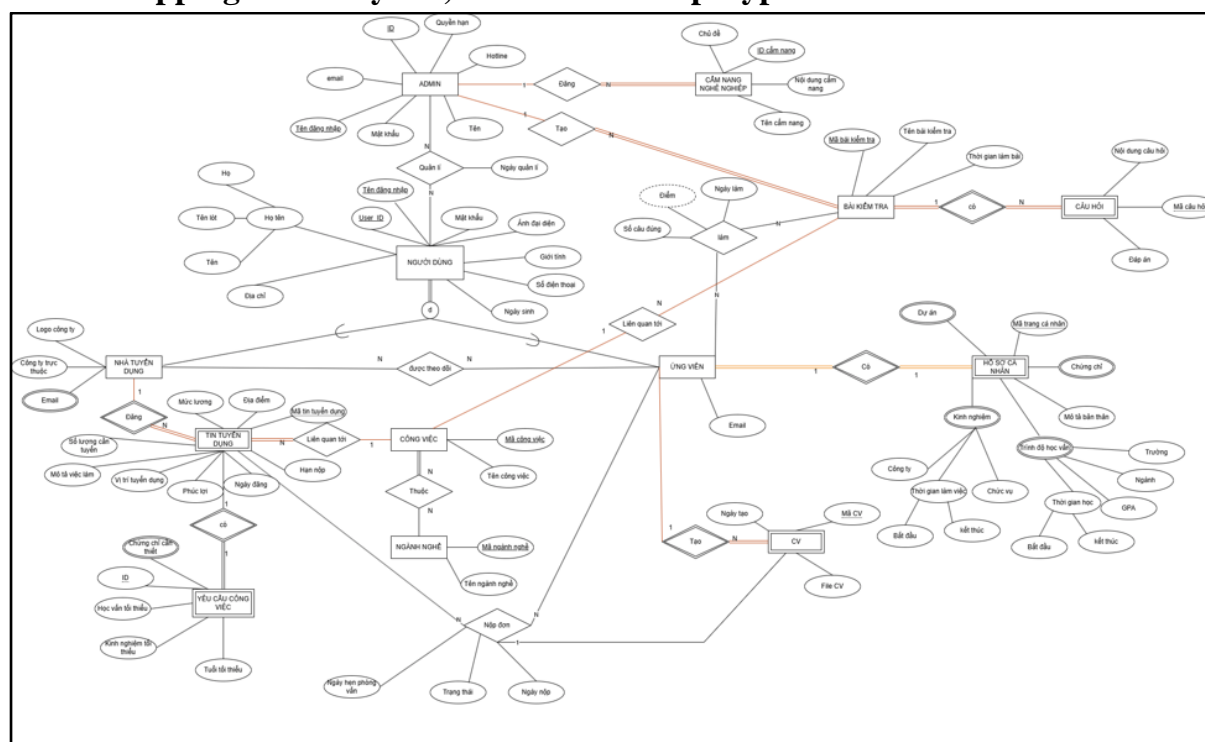 ID
Quyền hạn
Hotline
email
ADMIN
Tên đăng nhập
Mật khẩu
Tên
1
Đăng
N
Chủ đề
ID cẩm nang
CẨM NANG
NGHỀ NGHIỆP
Nội dung cẩm
nang
Tên cẩm nang
1
Tạo
N
N
Quản lí
Ngày quản lí
N
Mã bài kiểm tra
Tên bài kiểm tra
Thời gian làm bài
BÀI KIỂM TRA
1
có
N
Nội dung câu hỏi
CÂU HỎI
Mã câu hỏi
Đáp án
Họ
Tên lót
Họ tên
Tên
Tên đăng nhập
User_ID
Mật khẩu
Ảnh đại diện
NGƯỜI DÙNG
Giới tính
Số điện thoại
Địa chỉ
Ngày sinh
d
Điểm
Ngày làm
Số câu đúng
làm
N
N
N
Liên quan tới
1
Logo công ty
NHÀ TUYỂN
DỤNG
Công ty trực
thuộc
Email
N
được theo dõi
N
ỨNG VIÊN
Email
1
Có
1
Dự án
Mã trang cá nhân
HỒ SƠ CÁ
NHÂN
Chứng chỉ
Mô tả bản thân
Kinh nghiệm
Công ty
Thời gian làm việc
Chức vụ
Bắt đầu
kết thúc
Trình độ học vấn
Trường
Ngành
GPA
Thời gian học
Bắt đầu
kết thúc
1
Đăng
N
Mức lương
Địa điểm
Mã tin tuyển dụng
Số lượng cần
tuyển
TIN TUYỂN
DỤNG
Mô tả việc làm
Vị trí tuyển dụng
Phúc lợi
Ngày đăng
Hạn nộp
N
Liên quan tới
1
CÔNG VIỆC
Mã công việc
Tên công việc
N
Thuộc
N
NGÀNH NGHỀ
Mã ngành nghề
Tên ngành nghề
1
có
1
Chứng chỉ cần
thiết
ID
Học vấn tối thiểu
YÊU CẦU CÔNG
VIỆC
Kinh nghiệm tối
thiểu
Tuổi tối thiểu
1
Tạo
N
Ngày tạo
Mã CV
CV
File CV
N
Nộp đơn
N
1
Ngày hẹn phỏng
vấn
Trạng thái
Ngày nộp